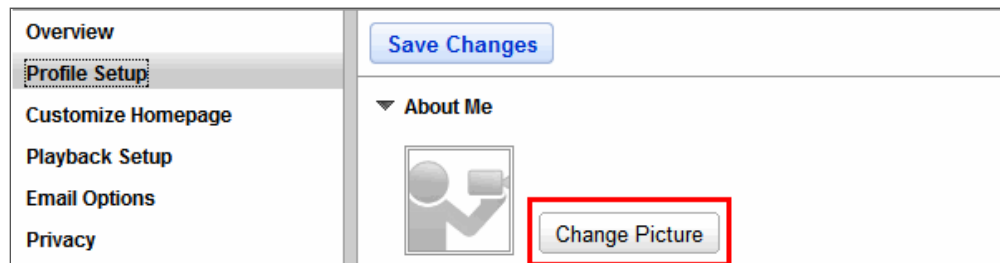 Overview
Profile Setup
Customize Homepage
Playback Setup
Email Options
Privacy
Save Changes
About Me
Change Picture